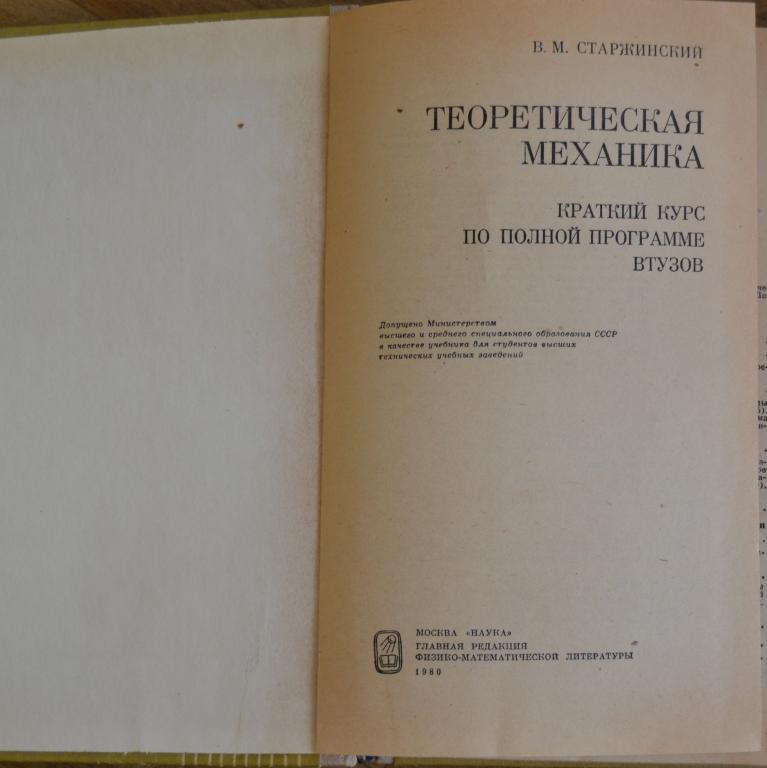 В. М. СТАРЖИНСКИЙ
ТЕОРЕТИЧЕСКАЯ
МЕХАНИКА
КРАТКИЙ КУРС
ПО ПОЛНОЙ ПРОГРАММЕ
ВТУЗОВ
Допущено Министерством
высшего и среднего специального образования СССР
в качестве учебника для студентов высших
технических учебных заведений
МОСКВА «НАУКА»
ГЛАВНАЯ РЕДАКЦИЯ
ФИЗИКО-МАТЕМАТИЧЕСКОЙ ЛИТЕРАТУРЫ
1980